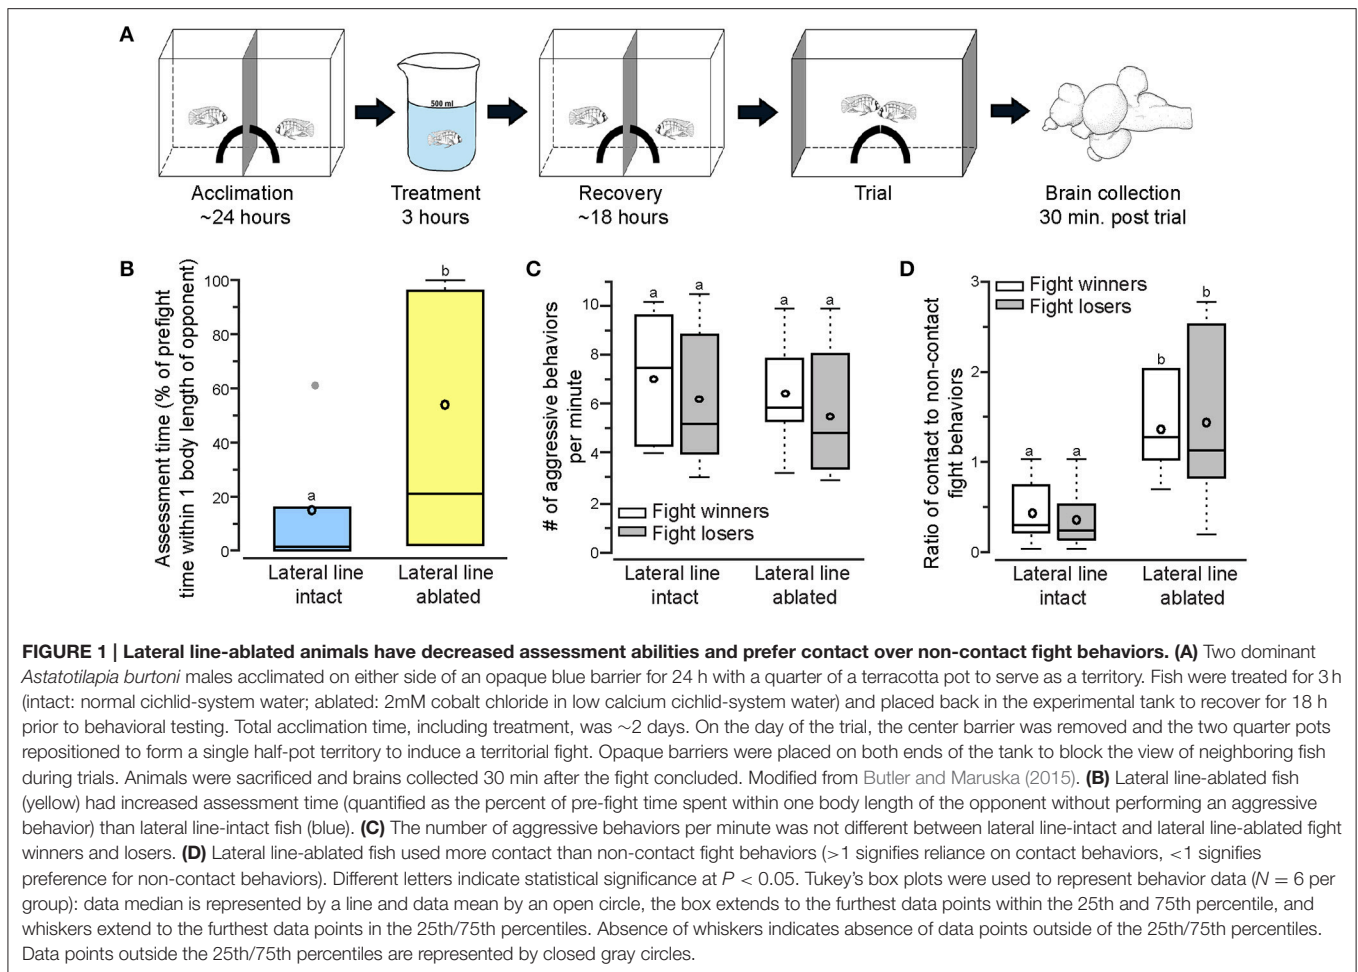 A
500 ml
Acclimation
~24 hours
Treatment
3 hours
Recovery
~18 hours
Trial
Brain collection
30 min. post trial
B
Assessment time (% of prefight
time within 1 body length of opponent)
100
80
60
40
20
0
a
b
Lateral line
intact
Lateral line
ablated
C
# of aggressive behaviors
per minute
10
8
6
4
2
0
a
a
a
a
Fight winners
Fight losers
Lateral line
intact
Lateral line
ablated
D
Ratio of contact to non-contact
fight behaviors
3
2
1
0
Fight winners
Fight losers
a
a
b
b
Lateral line
intact
Lateral line
ablated
FIGURE 1 | Lateral line-ablated animals have decreased assessment abilities and prefer contact over non-contact fight behaviors. (A) Two dominant
Astatotilapia burtoni males acclimated on either side of an opaque blue barrier for 24 h with a quarter of a terracotta pot to serve as a territory. Fish were treated for 3 h
(intact: normal cichlid-system water; ablated: 2mM cobalt chloride in low calcium cichlid-system water) and placed back in the experimental tank to recover for 18 h
prior to behavioral testing. Total acclimation time, including treatment, was ~2 days. On the day of the trial, the center barrier was removed and the two quarter pots
repositioned to form a single half-pot territory to induce a territorial fight. Opaque barriers were placed on both ends of the tank to block the view of neighboring fish
during trials. Animals were sacrificed and brains collected 30 min after the fight concluded. Modified from Butler and Maruska (2015). (B) Lateral line-ablated fish
(yellow) had increased assessment time (quantified as the percent of pre-fight time spent within one body length of the opponent without performing an aggressive
behavior) than lateral line-intact fish (blue). (C) The number of aggressive behaviors per minute was not different between lateral line-intact and lateral line-ablated fight
winners and losers. (D) Lateral line-ablated fish used more contact than non-contact fight behaviors (>1 signifies reliance on contact behaviors, <1 signifies
preference for non-contact behaviors). Different letters indicate statistical significance at P < 0.05. Tukey's box plots were used to represent behavior data (N = 6 per
group): data median is represented by a line and data mean by an open circle, the box extends to the furthest data points within the 25th and 75th percentile, and
whiskers extend to the furthest data points in the 25th/75th percentiles. Absence of whiskers indicates absence of data points outside of the 25th/75th percentiles.
Data points outside the 25th/75th percentiles are represented by closed gray circles.